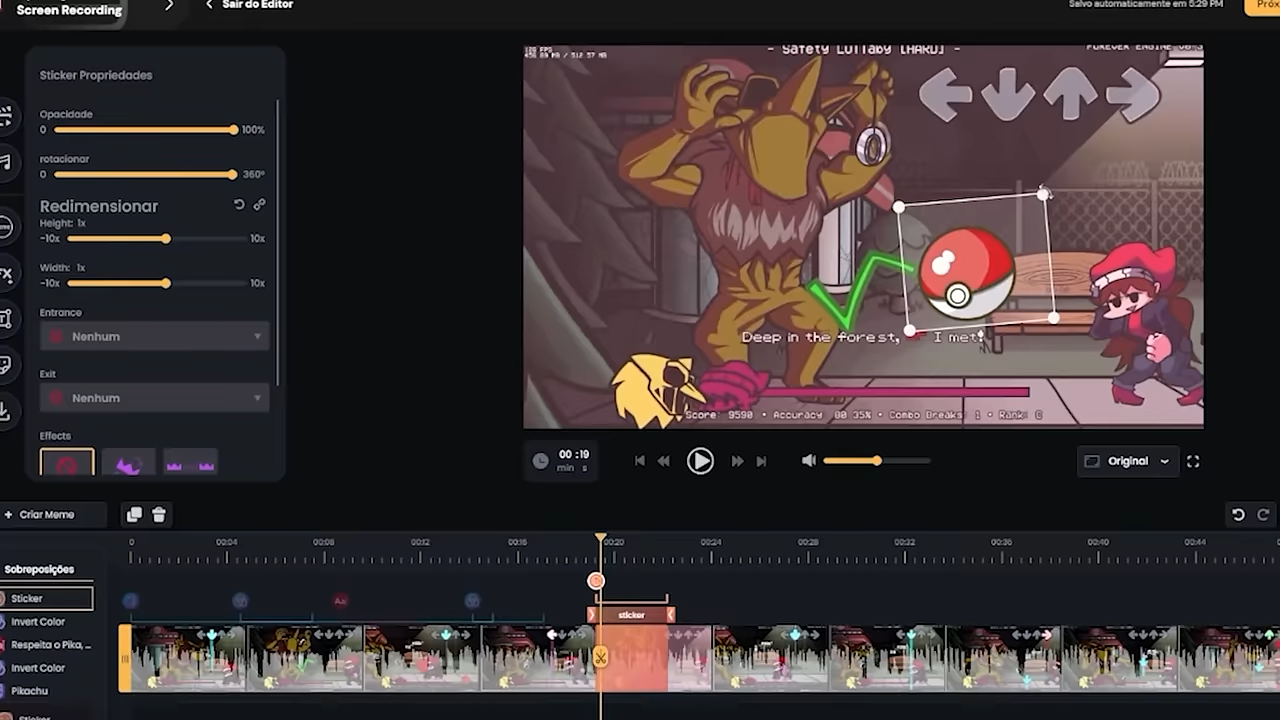 Screen Recording
Sair do Editor
Salvo automaticamente em 5:29 PM
Próx
Sticker Propriedades
Opacidade
0 100%
rotacionar
0 360°
Redimensionar
Height: 1x
-10x 10x
Width: 1x
-10x 10x
Entrance
Nenhum
Exit
Nenhum
Effects
- Safety Lullaby [HARD] -
Deep in the forest, I met
Score: 9590 • Accuracy 80.35% • Combo Breaks: 1 • Rank: C
00 :19
min s
Original
+ Criar Meme
0 00:04 00:08 00:12 00:16 00:20 00:24 00:28 00:32 00:36 00:40 00:44
Sobreposições
Sticker
Invert Color
Respeita o Pika, ...
Invert Color
Pikachu
Sticker
Aa
sticker